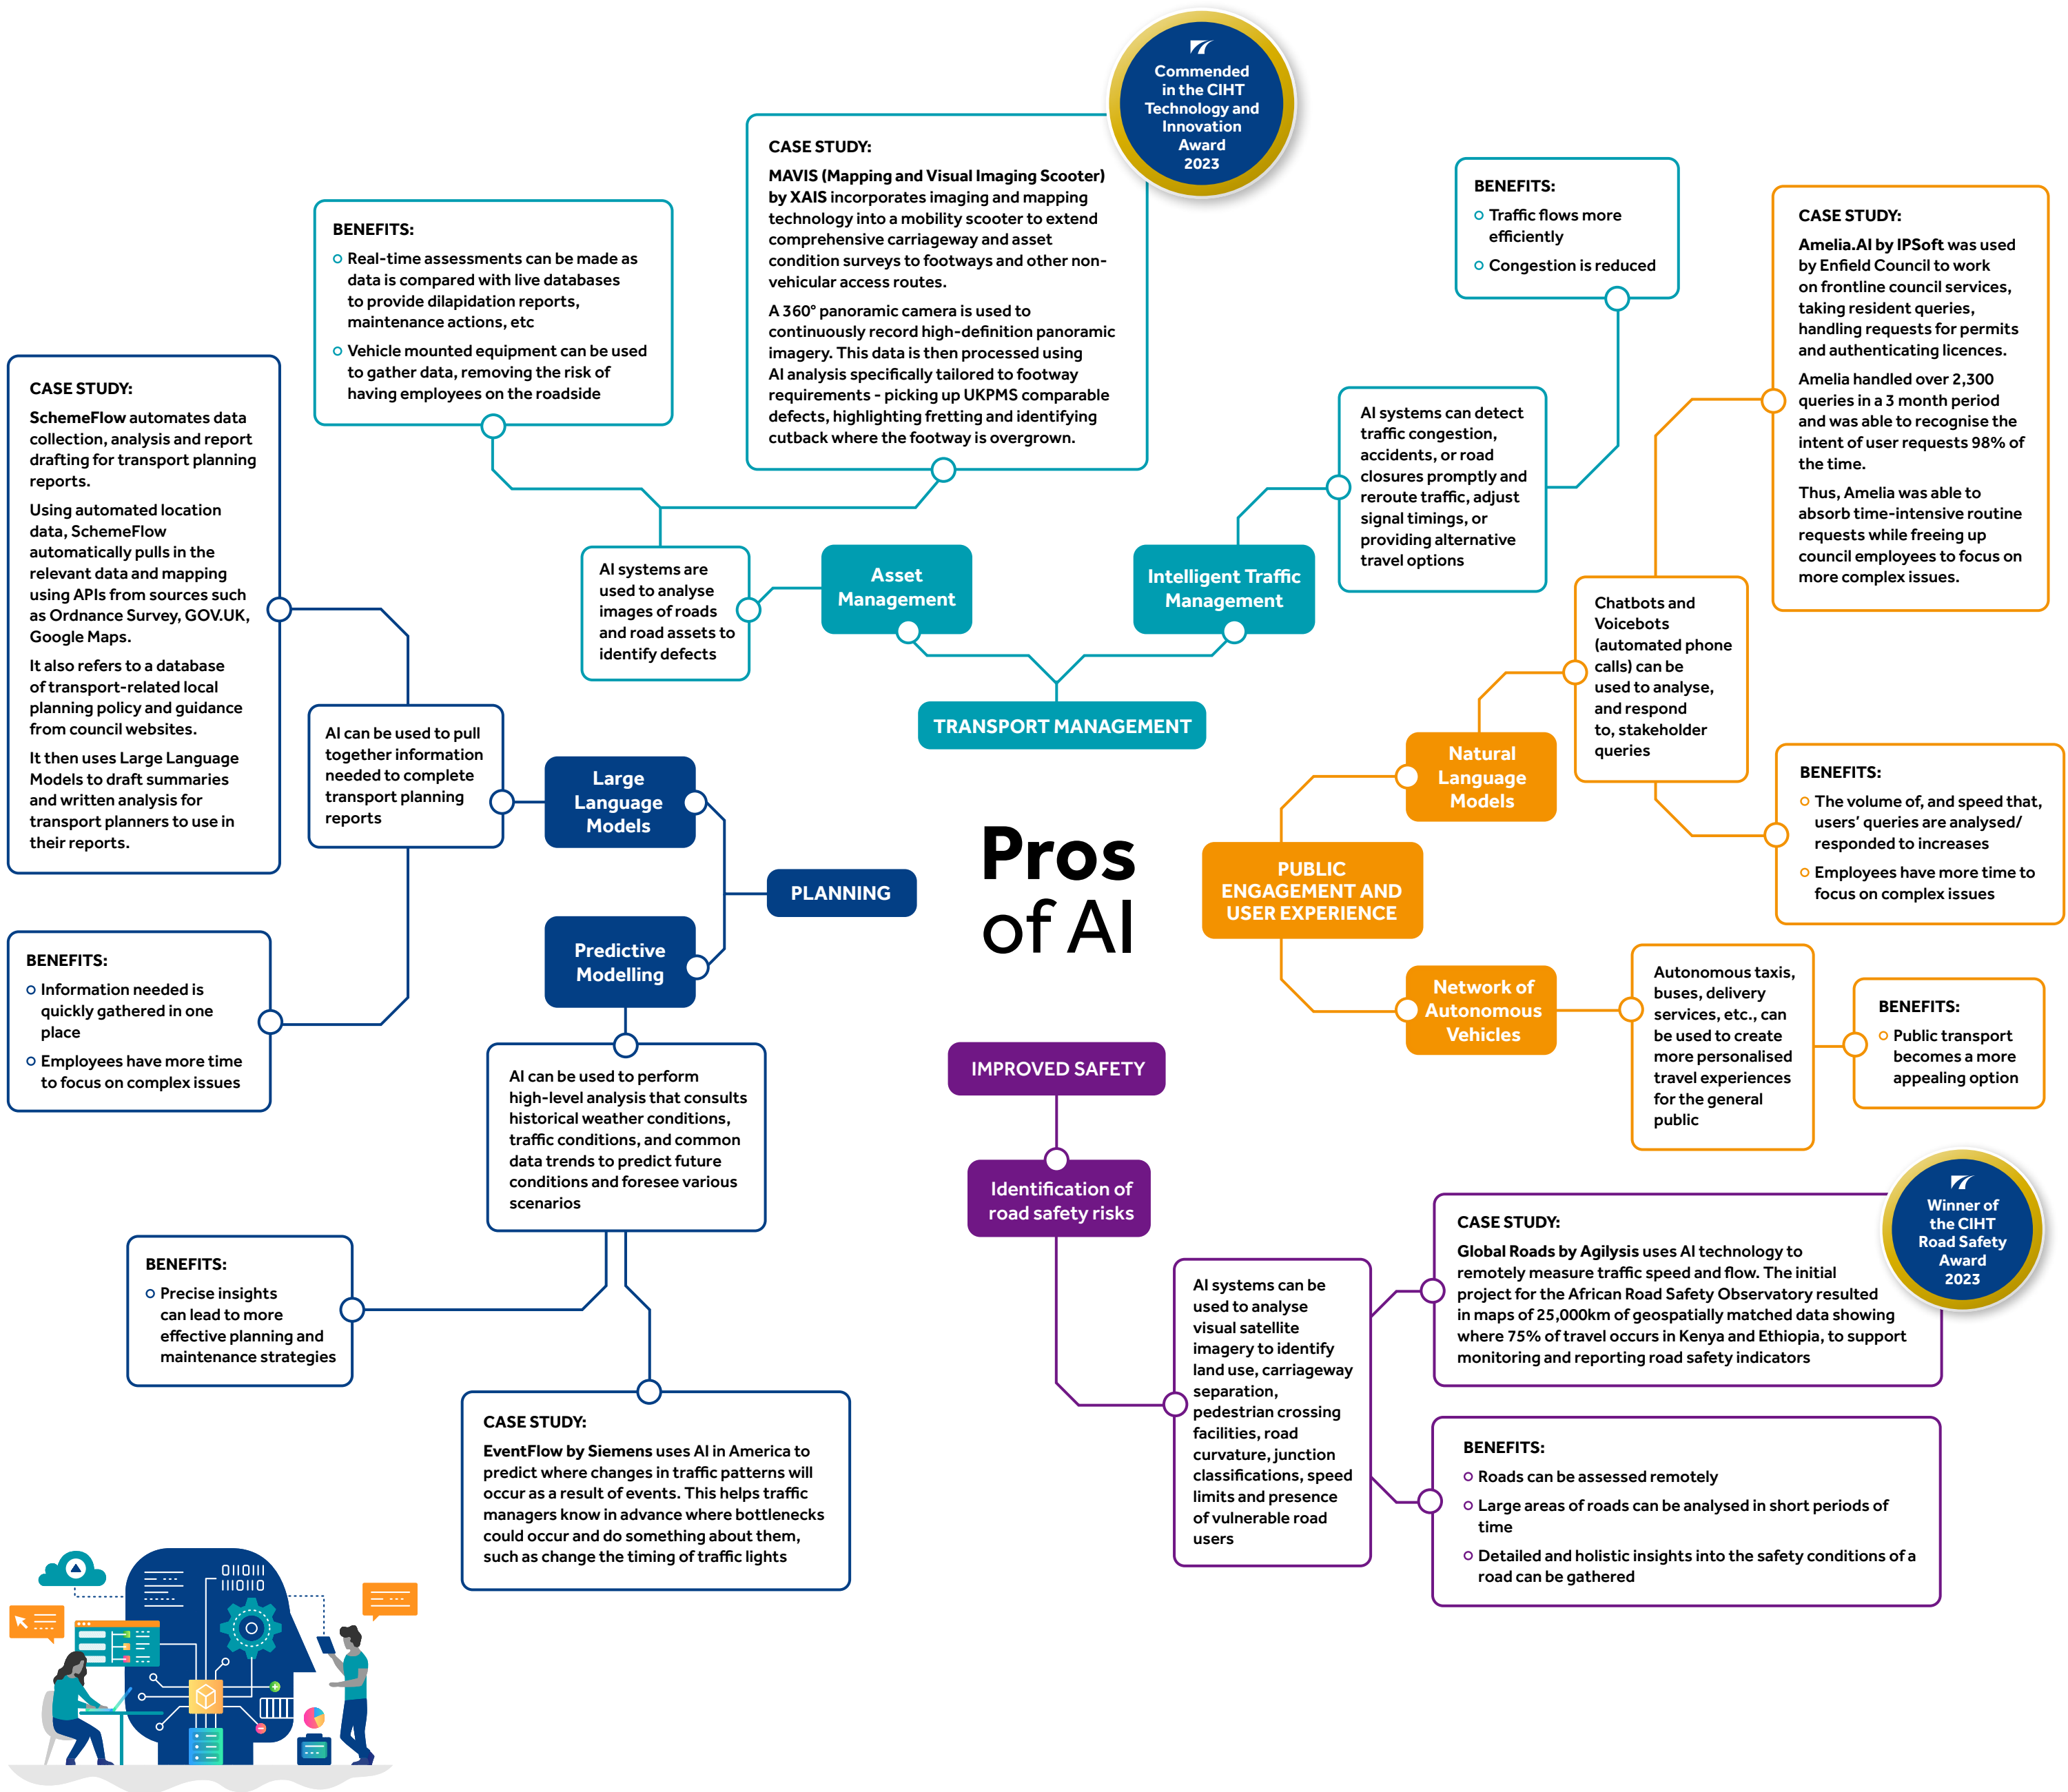 Pros
of AI
TRANSPORT MANAGEMENT
Asset
Management
AI systems are
used to analyse
images of roads
and road assets to
identify defects
BENEFITS:
Real-time assessments can be made as
data is compared with live databases
to provide dilapidation reports,
maintenance actions, etc
Vehicle mounted equipment can be used
to gather data, removing the risk of
having employees on the roadside
CASE STUDY:
MAVIS (Mapping and Visual Imaging Scooter)
by XAIS incorporates imaging and mapping
technology into a mobility scooter to extend
comprehensive carriageway and asset
condition surveys to footways and other non-
vehicular access routes.
A 360° panoramic camera is used to
continuously record high-definition panoramic
imagery. This data is then processed using
AI analysis specifically tailored to footway
requirements - picking up UKPMS comparable
defects, highlighting fretting and identifying
cutback where the footway is overgrown.
Commended
in the CIHT
Technology and
Innovation
Award
2023
Intelligent Traffic
Management
AI systems can detect
traffic congestion,
accidents, or road
closures promptly and
reroute traffic, adjust
signal timings, or
providing alternative
travel options
BENEFITS:
Traffic flows more
efficiently
Congestion is reduced
PUBLIC
ENGAGEMENT AND
USER EXPERIENCE
Natural
Language
Models
Chatbots and
Voicebots
(automated phone
calls) can be
used to analyse,
and respond
to, stakeholder
queries
CASE STUDY:
Amelia.AI by IPSoft was used
by Enfield Council to work
on frontline council services,
taking resident queries,
handling requests for permits
and authenticating licences.
Amelia handled over 2,300
queries in a 3 month period
and was able to recognise the
intent of user requests 98% of
the time.
Thus, Amelia was able to
absorb time-intensive routine
requests while freeing up
council employees to focus on
more complex issues.
BENEFITS:
The volume of, and speed that,
users' queries are analysed/
responded to increases
Employees have more time to
focus on complex issues
Network of
Autonomous
Vehicles
Autonomous taxis,
buses, delivery
services, etc., can
be used to create
more personalised
travel experiences
for the general
public
BENEFITS:
Public transport
becomes a more
appealing option
PLANNING
Large
Language
Models
AI can be used to pull
together information
needed to complete
transport planning
reports
CASE STUDY:
SchemeFlow automates data
collection, analysis and report
drafting for transport planning
reports.
Using automated location
data, SchemeFlow
automatically pulls in the
relevant data and mapping
using APIs from sources such
as Ordnance Survey, GOV.UK,
Google Maps.
It also refers to a database
of transport-related local
planning policy and guidance
from council websites.
It then uses Large Language
Models to draft summaries
and written analysis for
transport planners to use in
their reports.
BENEFITS:
Information needed is
quickly gathered in one
place
Employees have more time
to focus on complex issues
Predictive
Modelling
AI can be used to perform
high-level analysis that consults
historical weather conditions,
traffic conditions, and common
data trends to predict future
conditions and foresee various
scenarios
BENEFITS:
Precise insights
can lead to more
effective planning and
maintenance strategies
CASE STUDY:
EventFlow by Siemens uses AI in America to
predict where changes in traffic patterns will
occur as a result of events. This helps traffic
managers know in advance where bottlenecks
could occur and do something about them,
such as change the timing of traffic lights
IMPROVED SAFETY
Identification of
road safety risks
AI systems can be
used to analyse
visual satellite
imagery to identify
land use, carriageway
separation,
pedestrian crossing
facilities, road
curvature, junction
classifications, speed
limits and presence
of vulnerable road
users
CASE STUDY:
Global Roads by Agilysis uses AI technology to
remotely measure traffic speed and flow. The initial
project for the African Road Safety Observatory resulted
in maps of 25,000km of geospatially matched data showing
where 75% of travel occurs in Kenya and Ethiopia, to support
monitoring and reporting road safety indicators
Winner of
the CIHT
Road Safety
Award
2023
BENEFITS:
Roads can be assessed remotely
Large areas of roads can be analysed in short periods of
time
Detailed and holistic insights into the safety conditions of a
road can be gathered
011011
110110